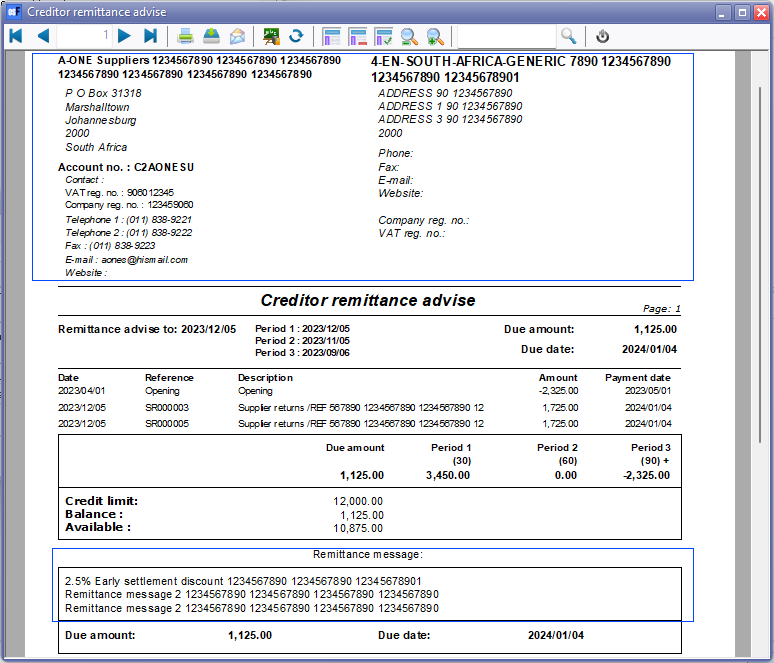 Creditor remittance advise
1
A-ONE Suppliers 1234567890 1234567890 1234567890
1234567890 1234567890 1234567890 1234567890
P O Box 31318
Marshalltown
Johannesburg
2000
South Africa
Account no. : C2AONESU
Contact :
VAT reg. no. : 906012345
Company reg. no. : 123459060
Telephone 1 : (011) 838-9221
Telephone 2 : (011) 838-9222
Fax : (011) 838-9223
E-mail : aones@hismail.com
Website :
4-EN-SOUTH-AFRICA-GENERIC 7890 1234567890
1234567890 12345678901
ADDRESS 90 1234567890
ADDRESS 1 90 1234567890
ADDRESS 3 90 1234567890
2000
Phone:
Fax:
E-mail:
Website:
Company reg. no.:
VAT reg. no.:
Creditor remittance advise
Page: 1
Remittance advise to: 2023/12/05 Period 1 : 2023/12/05 Due amount: 1,125.00
Period 2 : 2023/11/05
Period 3 : 2023/09/06 Due date: 2024/01/04
Date Reference Description Amount Payment date
2023/04/01 Opening Opening -2,325.00 2023/05/01
2023/12/05 SR000003 Supplier returns /REF 567890 1234567890 1234567890 12 1,725.00 2024/01/04
2023/12/05 SR000005 Supplier returns /REF 567890 1234567890 1234567890 12 1,725.00 2024/01/04
Due amount Period 1 Period 2 Period 3
(30) (60) (90) +
1,125.00 3,450.00 0.00 -2,325.00
Credit limit: 12,000.00
Balance : 1,125.00
Available : 10,875.00
Remittance message:
2.5% Early settlement discount 1234567890 1234567890 12345678901
Remittance message 2 1234567890 1234567890 1234567890 1234567890
Remittance message 2 1234567890 1234567890 1234567890 1234567890
Due amount: 1,125.00 Due date: 2024/01/04